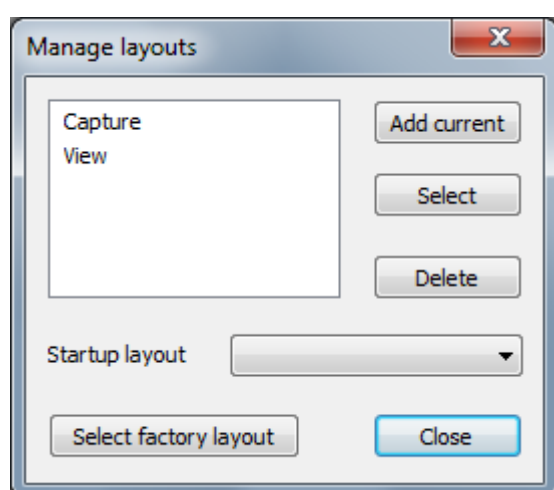 Manage layouts
Capture
View
Add current
Select
Delete
Startup layout
Select factory layout
Close